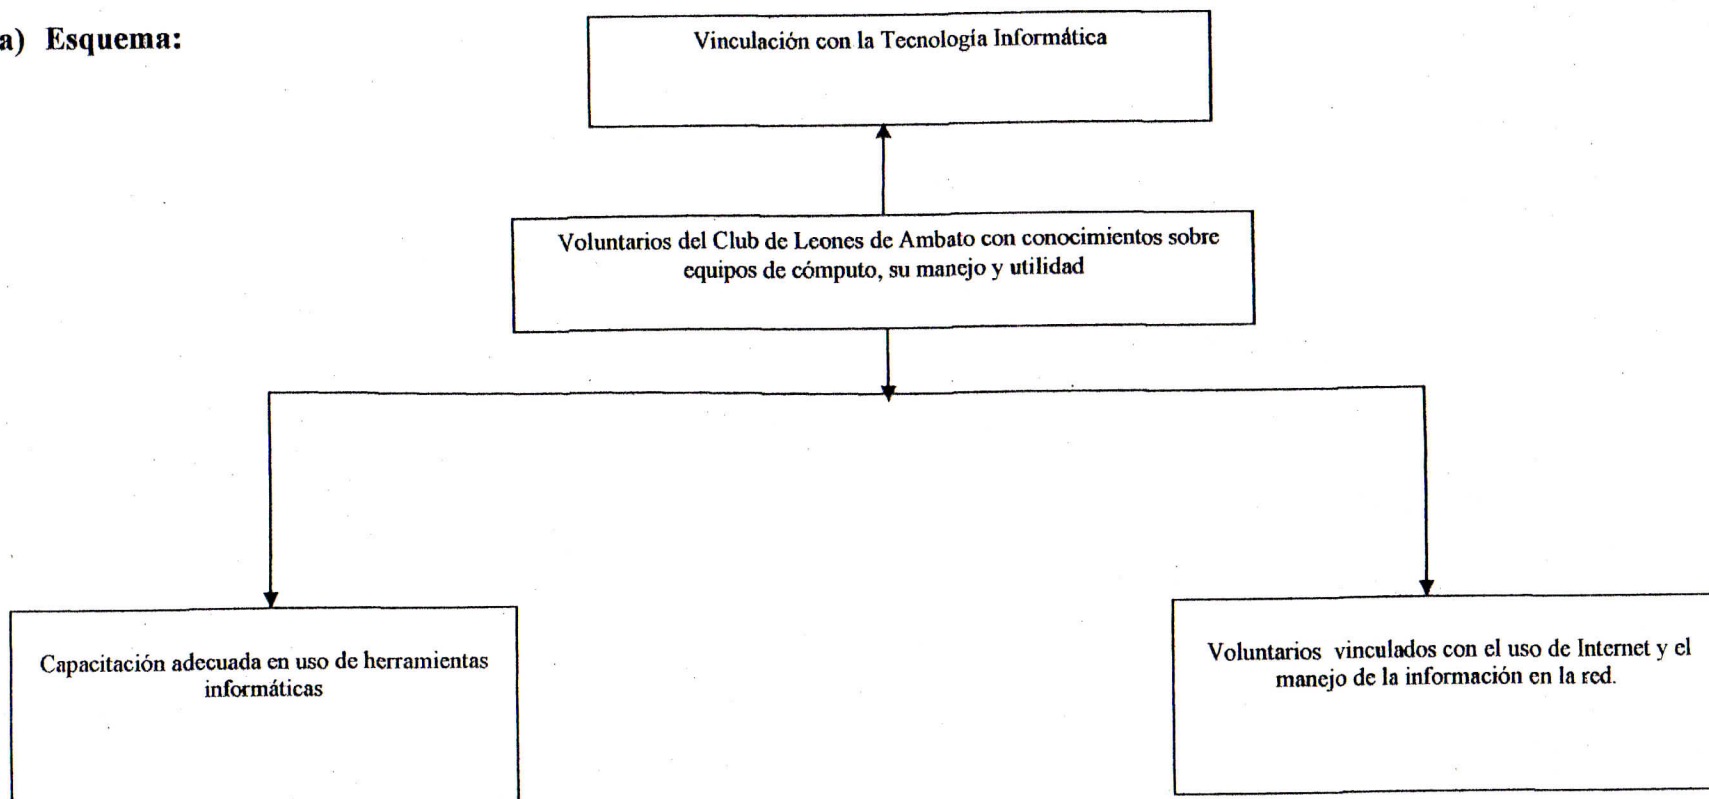 a) Esquema:
Vinculación con la Tecnología Informática
Voluntarios del Club de Leones de Ambato con conocimientos sobre
equipos de cómputo, su manejo y utilidad
Capacitación adecuada en uso de herramientas
informáticas
Voluntarios vinculados con el uso de Internet y el
manejo de la información en la red.